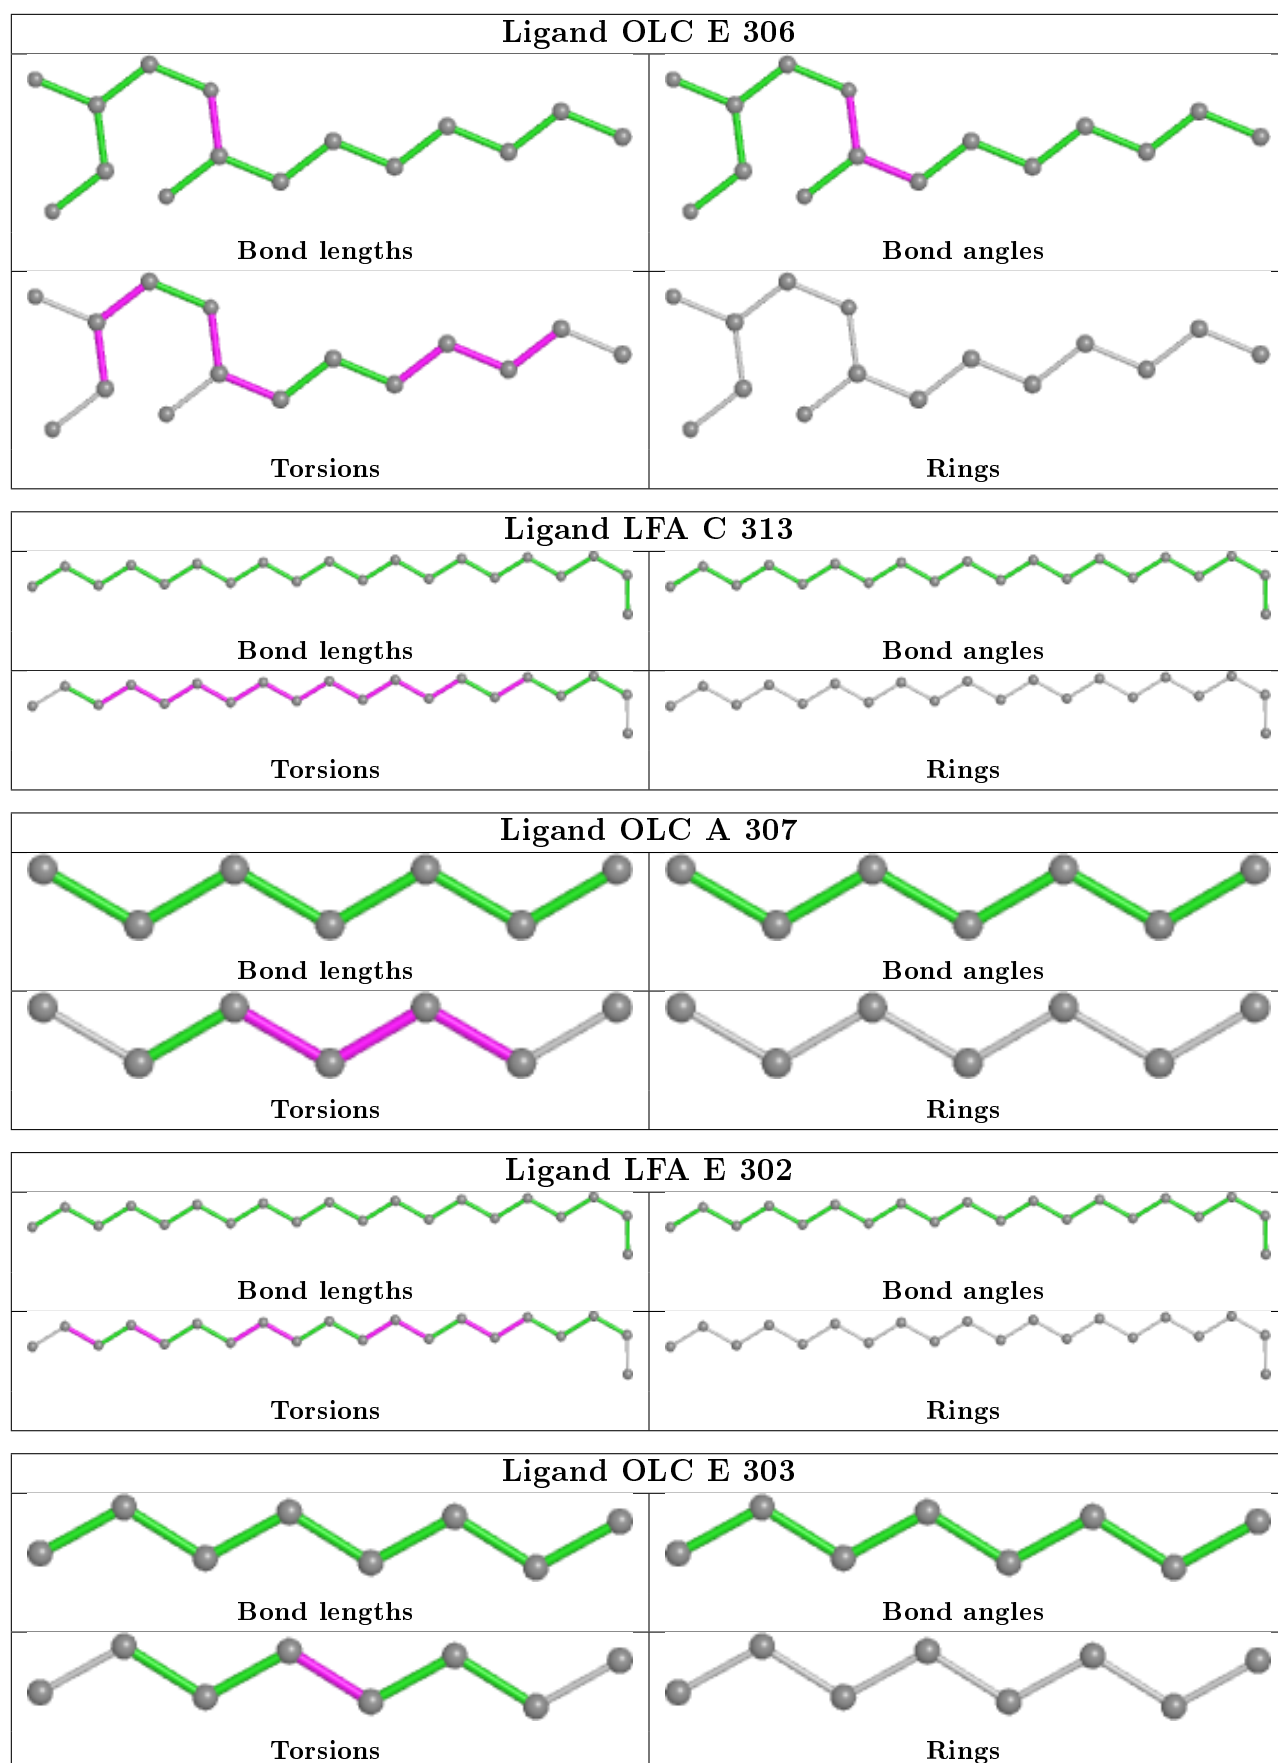 Ligand OLC E 306
Bond lengths
Bond angles
Torsions
Rings
Ligand LFA C 313
Bond lengths
Bond angles
Torsions
Rings
Ligand OLC A 307
Bond lengths
Bond angles
Torsions
Rings
Ligand LFA E 302
Bond lengths
Bond angles
Torsions
Rings
Ligand OLC E 303
Bond lengths
Bond angles
Torsions
Rings